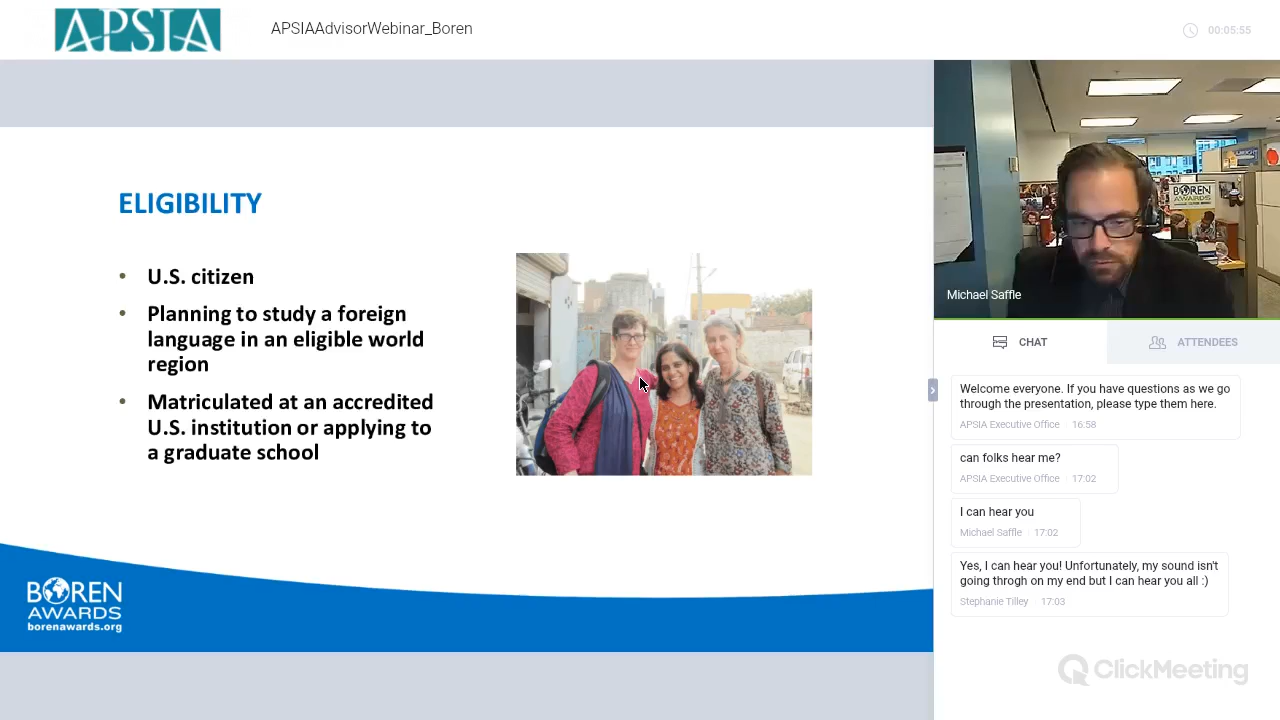 APSIA
APSIAAdvisorWebinar_Boren
00:05:55
ELIGIBILITY
• U.S. citizen
• Planning to study a foreign
language in an eligible world
region
• Matriculated at an accredited
U.S. institution or applying to
a graduate school
BOREN
AWARDS
borenawards.org
BOREN
AWARDS
Michael Saffle
CHAT
ATTENDEES
Welcome everyone. If you have questions as we go
through the presentation, please type them here.
APSIA Executive Office · 16:58
can folks hear me?
APSIA Executive Office · 17:02
I can hear you
Michael Saffle · 17:02
Yes, I can hear you! Unfortunately, my sound isn't
going throgh on my end but I can hear you all :)
Stephanie Tilley · 17:03
ClickMeeting